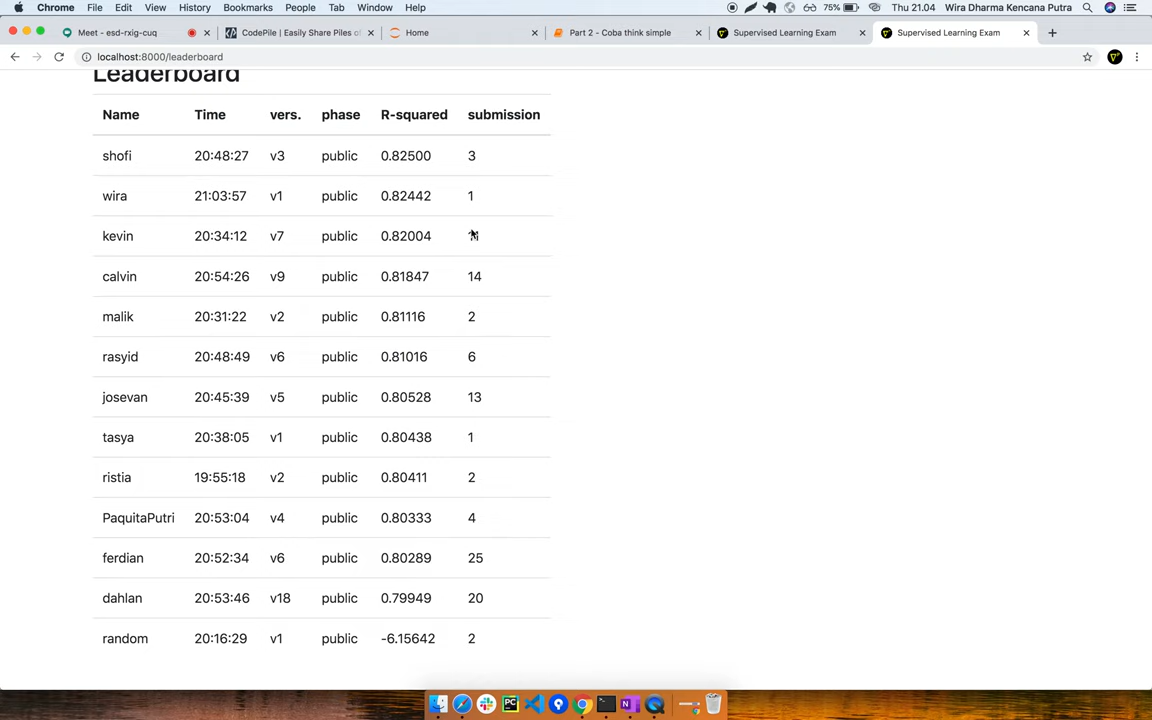 Chrome File Edit View History Bookmarks People Tab Window Help 75% Thu 21.04 Wira Dharma Kencana Putra
Meet - esd-rxig-cuq CodePile | Easily Share Piles of Home Part 2 - Coba think simple Supervised Learning Exam Supervised Learning Exam
localhost:8000/leaderboard
Leaderboard
Name Time vers. phase R-squared submission
shofi 20:48:27 v3 public 0.82500 3
wira 21:03:57 v1 public 0.82442 1
kevin 20:34:12 v7 public 0.82004
calvin 20:54:26 v9 public 0.81847 14
malik 20:31:22 v2 public 0.81116 2
rasyid 20:48:49 v6 public 0.81016 6
josevan 20:45:39 v5 public 0.80528 13
tasya 20:38:05 v1 public 0.80438 1
ristia 19:55:18 v2 public 0.80411 2
PaquitaPutri 20:53:04 v4 public 0.80333 4
ferdian 20:52:34 v6 public 0.80289 25
dahlan 20:53:46 v18 public 0.79949 20
random 20:16:29 v1 public -6.15642 2